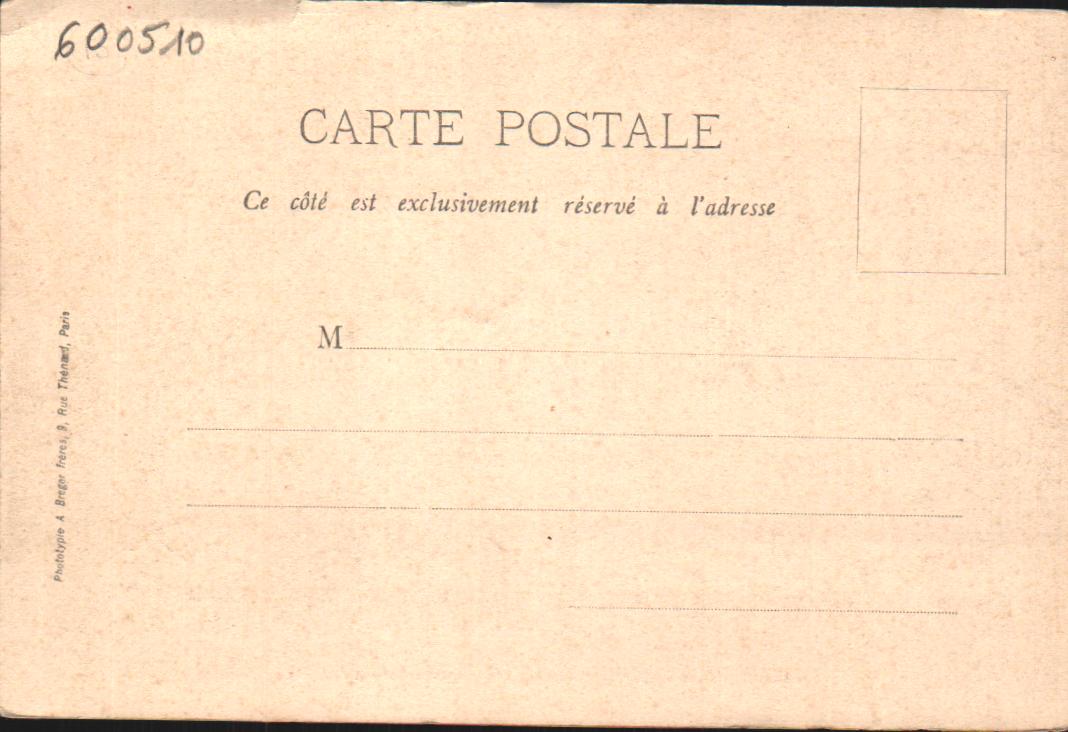 600510
CARTE POSTALE
Ce côté est exclusivement réservé à l'adresse
M
Phototypie A Breger frères, 9, Rue Thénard, Paris